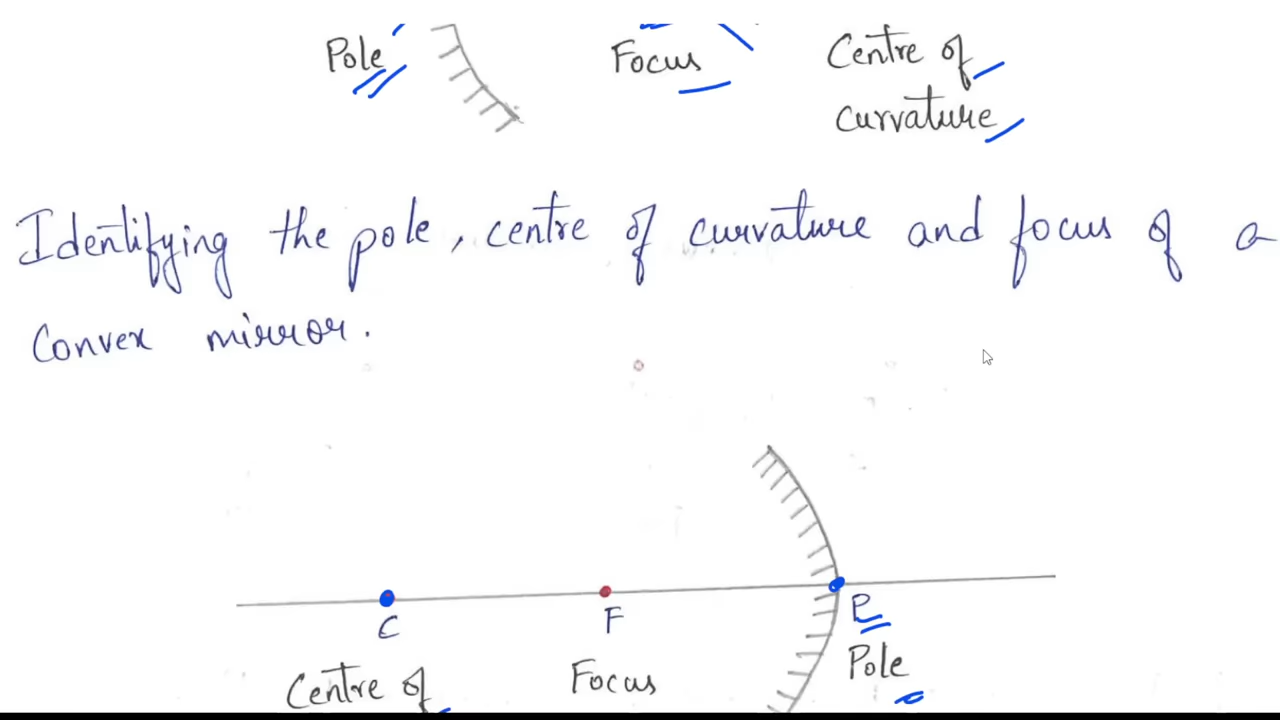 Pole Focus Centre of
curvature
Identifying the pole, centre of curvature and focus of a
Convex mirror.
C F P
Centre of Focus Pole